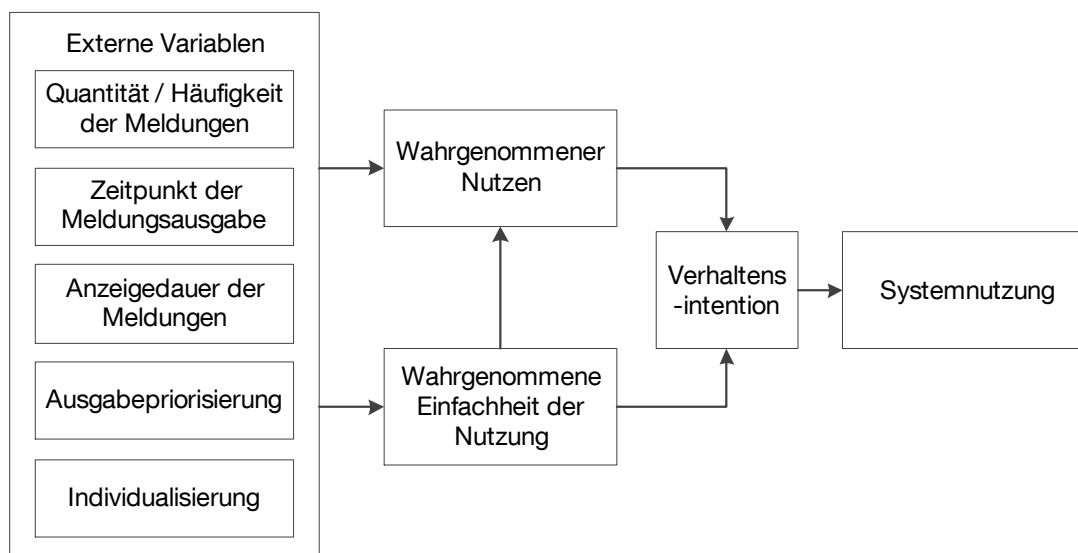 Externe Variablen
Quantität / Häufigkeit
der Meldungen
Zeitpunkt der
Meldungsausgabe
Anzeigedauer der
Meldungen
Ausgabepriorisierung
Individualisierung
Wahrgenommener
Nutzen
Wahrgenommene
Einfachheit der
Nutzung
Verhaltens
-intention
Systemnutzung